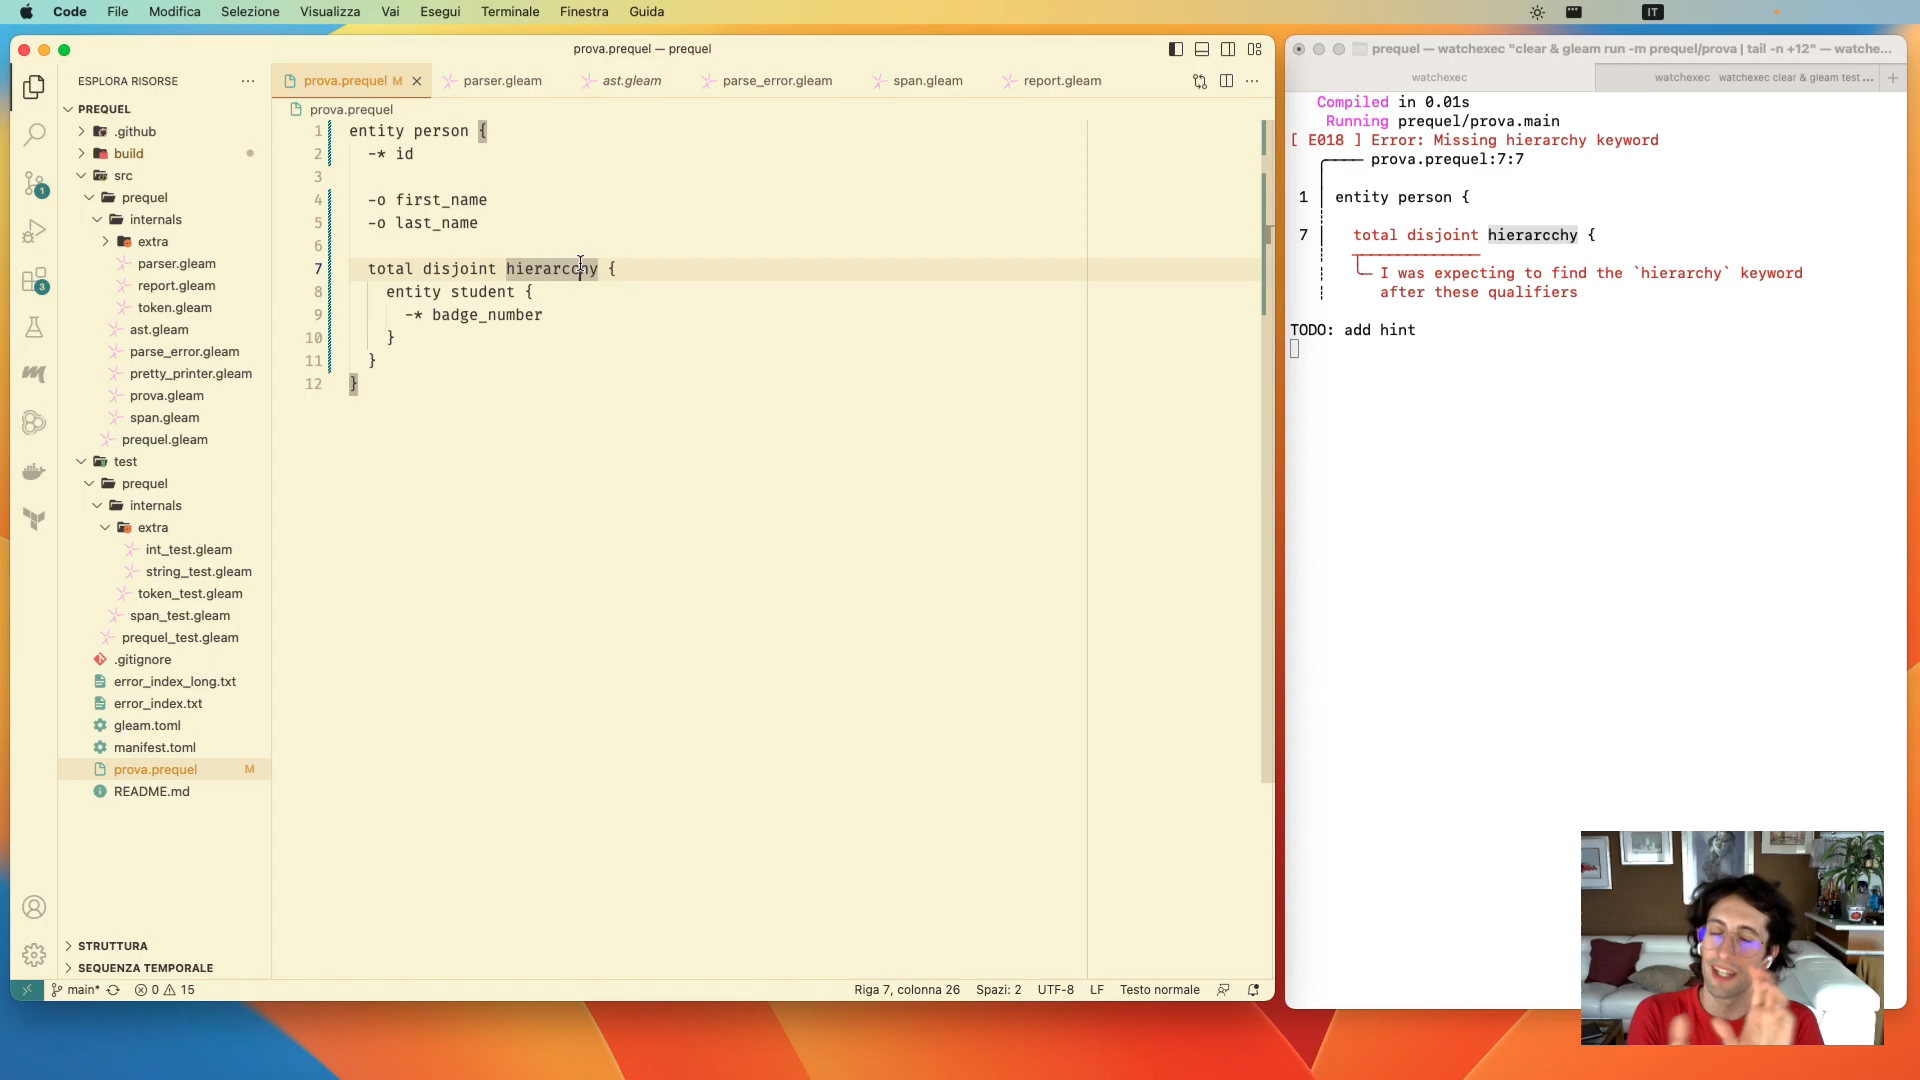 Code File Modifica Selezione Visualizza Vai Esegui Terminale Finestra Guida IT
prova.prequel — prequel
ESPLORA RISORSE
PREQUEL
.github
build
src
prequel
internals
extra
parser.gleam
report.gleam
token.gleam
ast.gleam
parse_error.gleam
pretty_printer.gleam
prova.gleam
span.gleam
prequel.gleam
test
prequel
internals
extra
int_test.gleam
string_test.gleam
token_test.gleam
span_test.gleam
prequel_test.gleam
.gitignore
error_index_long.txt
error_index.txt
gleam.toml
manifest.toml
prova.prequel M
README.md
STRUTTURA
SEQUENZA TEMPORALE
1
3
prova.prequel M parser.gleam ast.gleam parse_error.gleam span.gleam report.gleam
prova.prequel
1 entity person {
2 -* id
3
4 -o first_name
5 -o last_name
6
7 total disjoint hierarcchy {
8 entity student {
9 -* badge_number
10 }
11 }
12 }
main* 0 15 Riga 7, colonna 26 Spazi: 2 UTF-8 LF Testo normale
prequel — watchexec "clear & gleam run -m prequel/prova | tail -n +12" — watche...
watchexec watchexec watchexec clear & gleam test ...
Compiled in 0.01s
Running prequel/prova.main
[ E018 ] Error: Missing hierarchy keyword
prova.prequel:7:7
1 entity person {
7 total disjoint hierarcchy {
I was expecting to find the `hierarchy` keyword
after these qualifiers
TODO: add hint